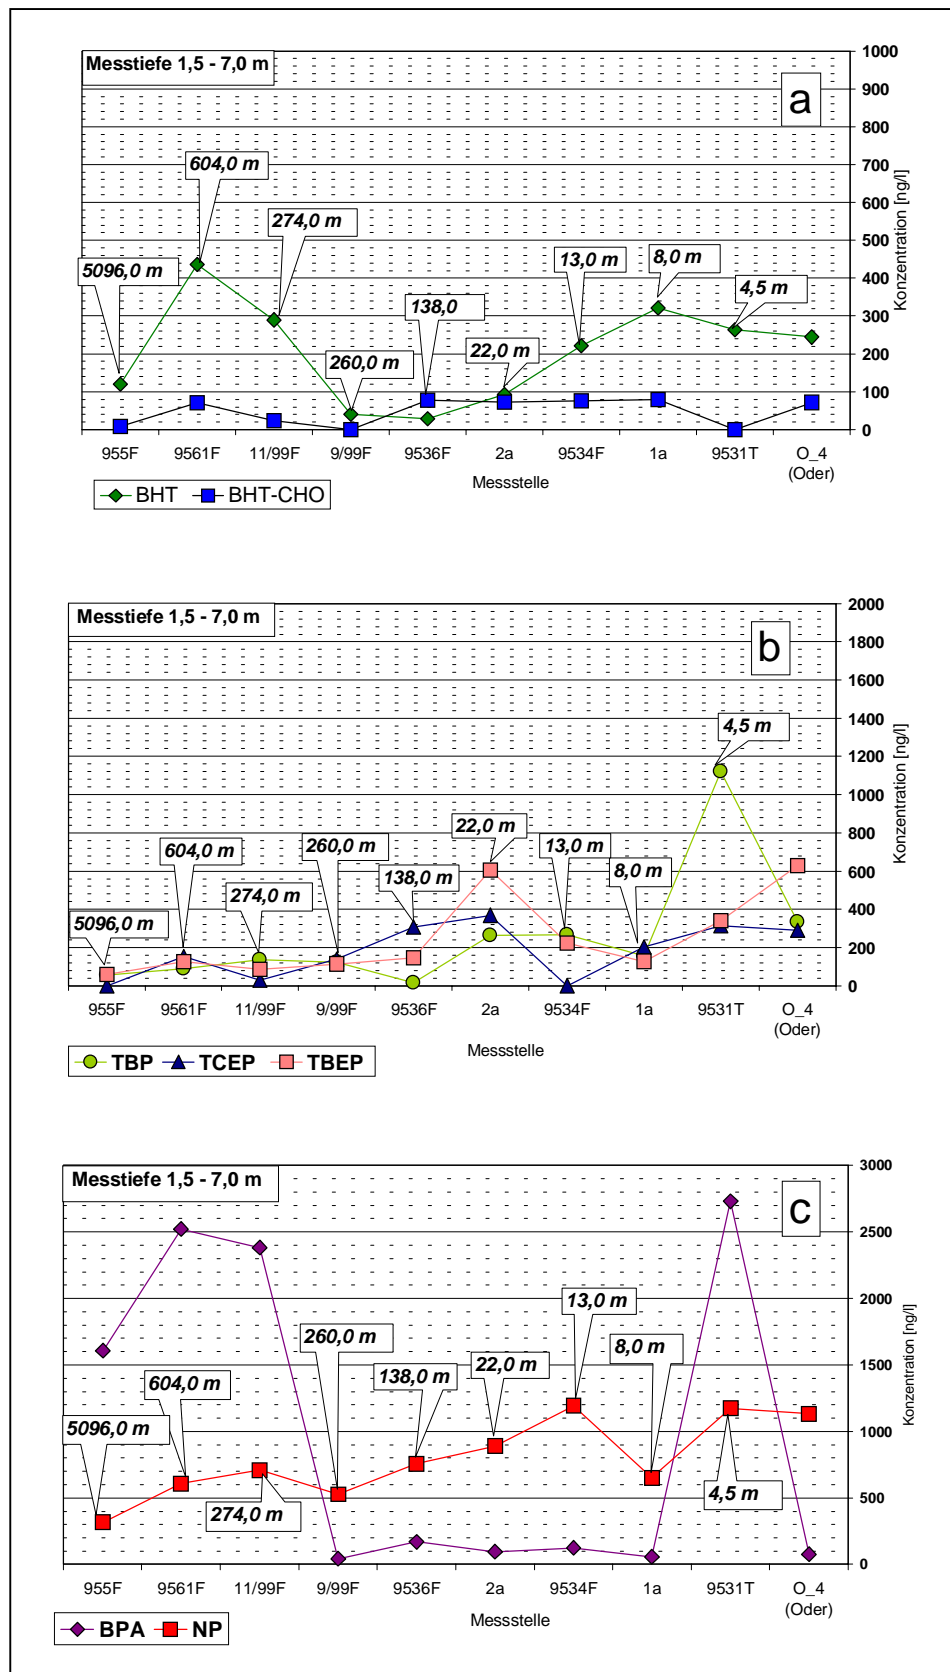 Messtiefe 1,5 - 7,0 m
a
1000
900
800
700
600
500
400
300
200
100
0
Konzentration [ng/l]
604,0 m
274,0 m
5096,0 m
13,0 m
8,0 m
4,5 m
138,0
22,0 m
260,0 m
955F 9561F 11/99F 9/99F 9536F 2a 9534F 1a 9531T O_4
(Oder)
Messstelle
BHT BHT-CHO
Messtiefe 1,5 - 7,0 m
b
2000
1800
1600
1400
1200
1000
800
600
400
200
0
Konzentration [ng/l]
4,5 m
22,0 m
260,0 m
13,0 m
604,0 m
138,0 m
8,0 m
274,0 m
5096,0 m
955F 9561F 11/99F 9/99F 9536F 2a 9534F 1a 9531T O_4
(Oder)
Messstelle
TBP TCEP TBEP
Messtiefe 1,5 - 7,0 m
c
3000
2500
2000
1500
1000
500
0
Konzentration [ng/l]
13,0 m
260,0 m
8,0 m
22,0 m
138,0 m
604,0 m
5096,0 m
4,5 m
274,0 m
955F 9561F 11/99F 9/99F 9536F 2a 9534F 1a 9531T O_4
(Oder)
Messstelle
BPA NP